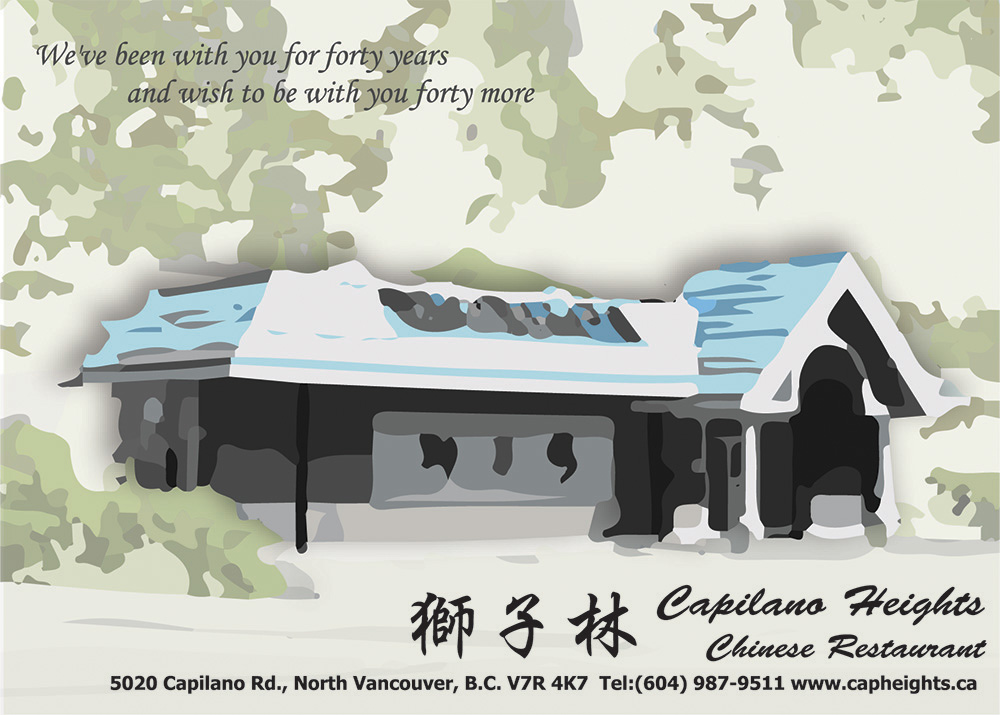 We've been with you for forty years
and wish to be with you forty more
獅子林 Capilano Heights
Chinese Restaurant
5020 Capilano Rd., North Vancouver, B.C. V7R 4K7 Tel:(604) 987-9511 www.capheights.ca